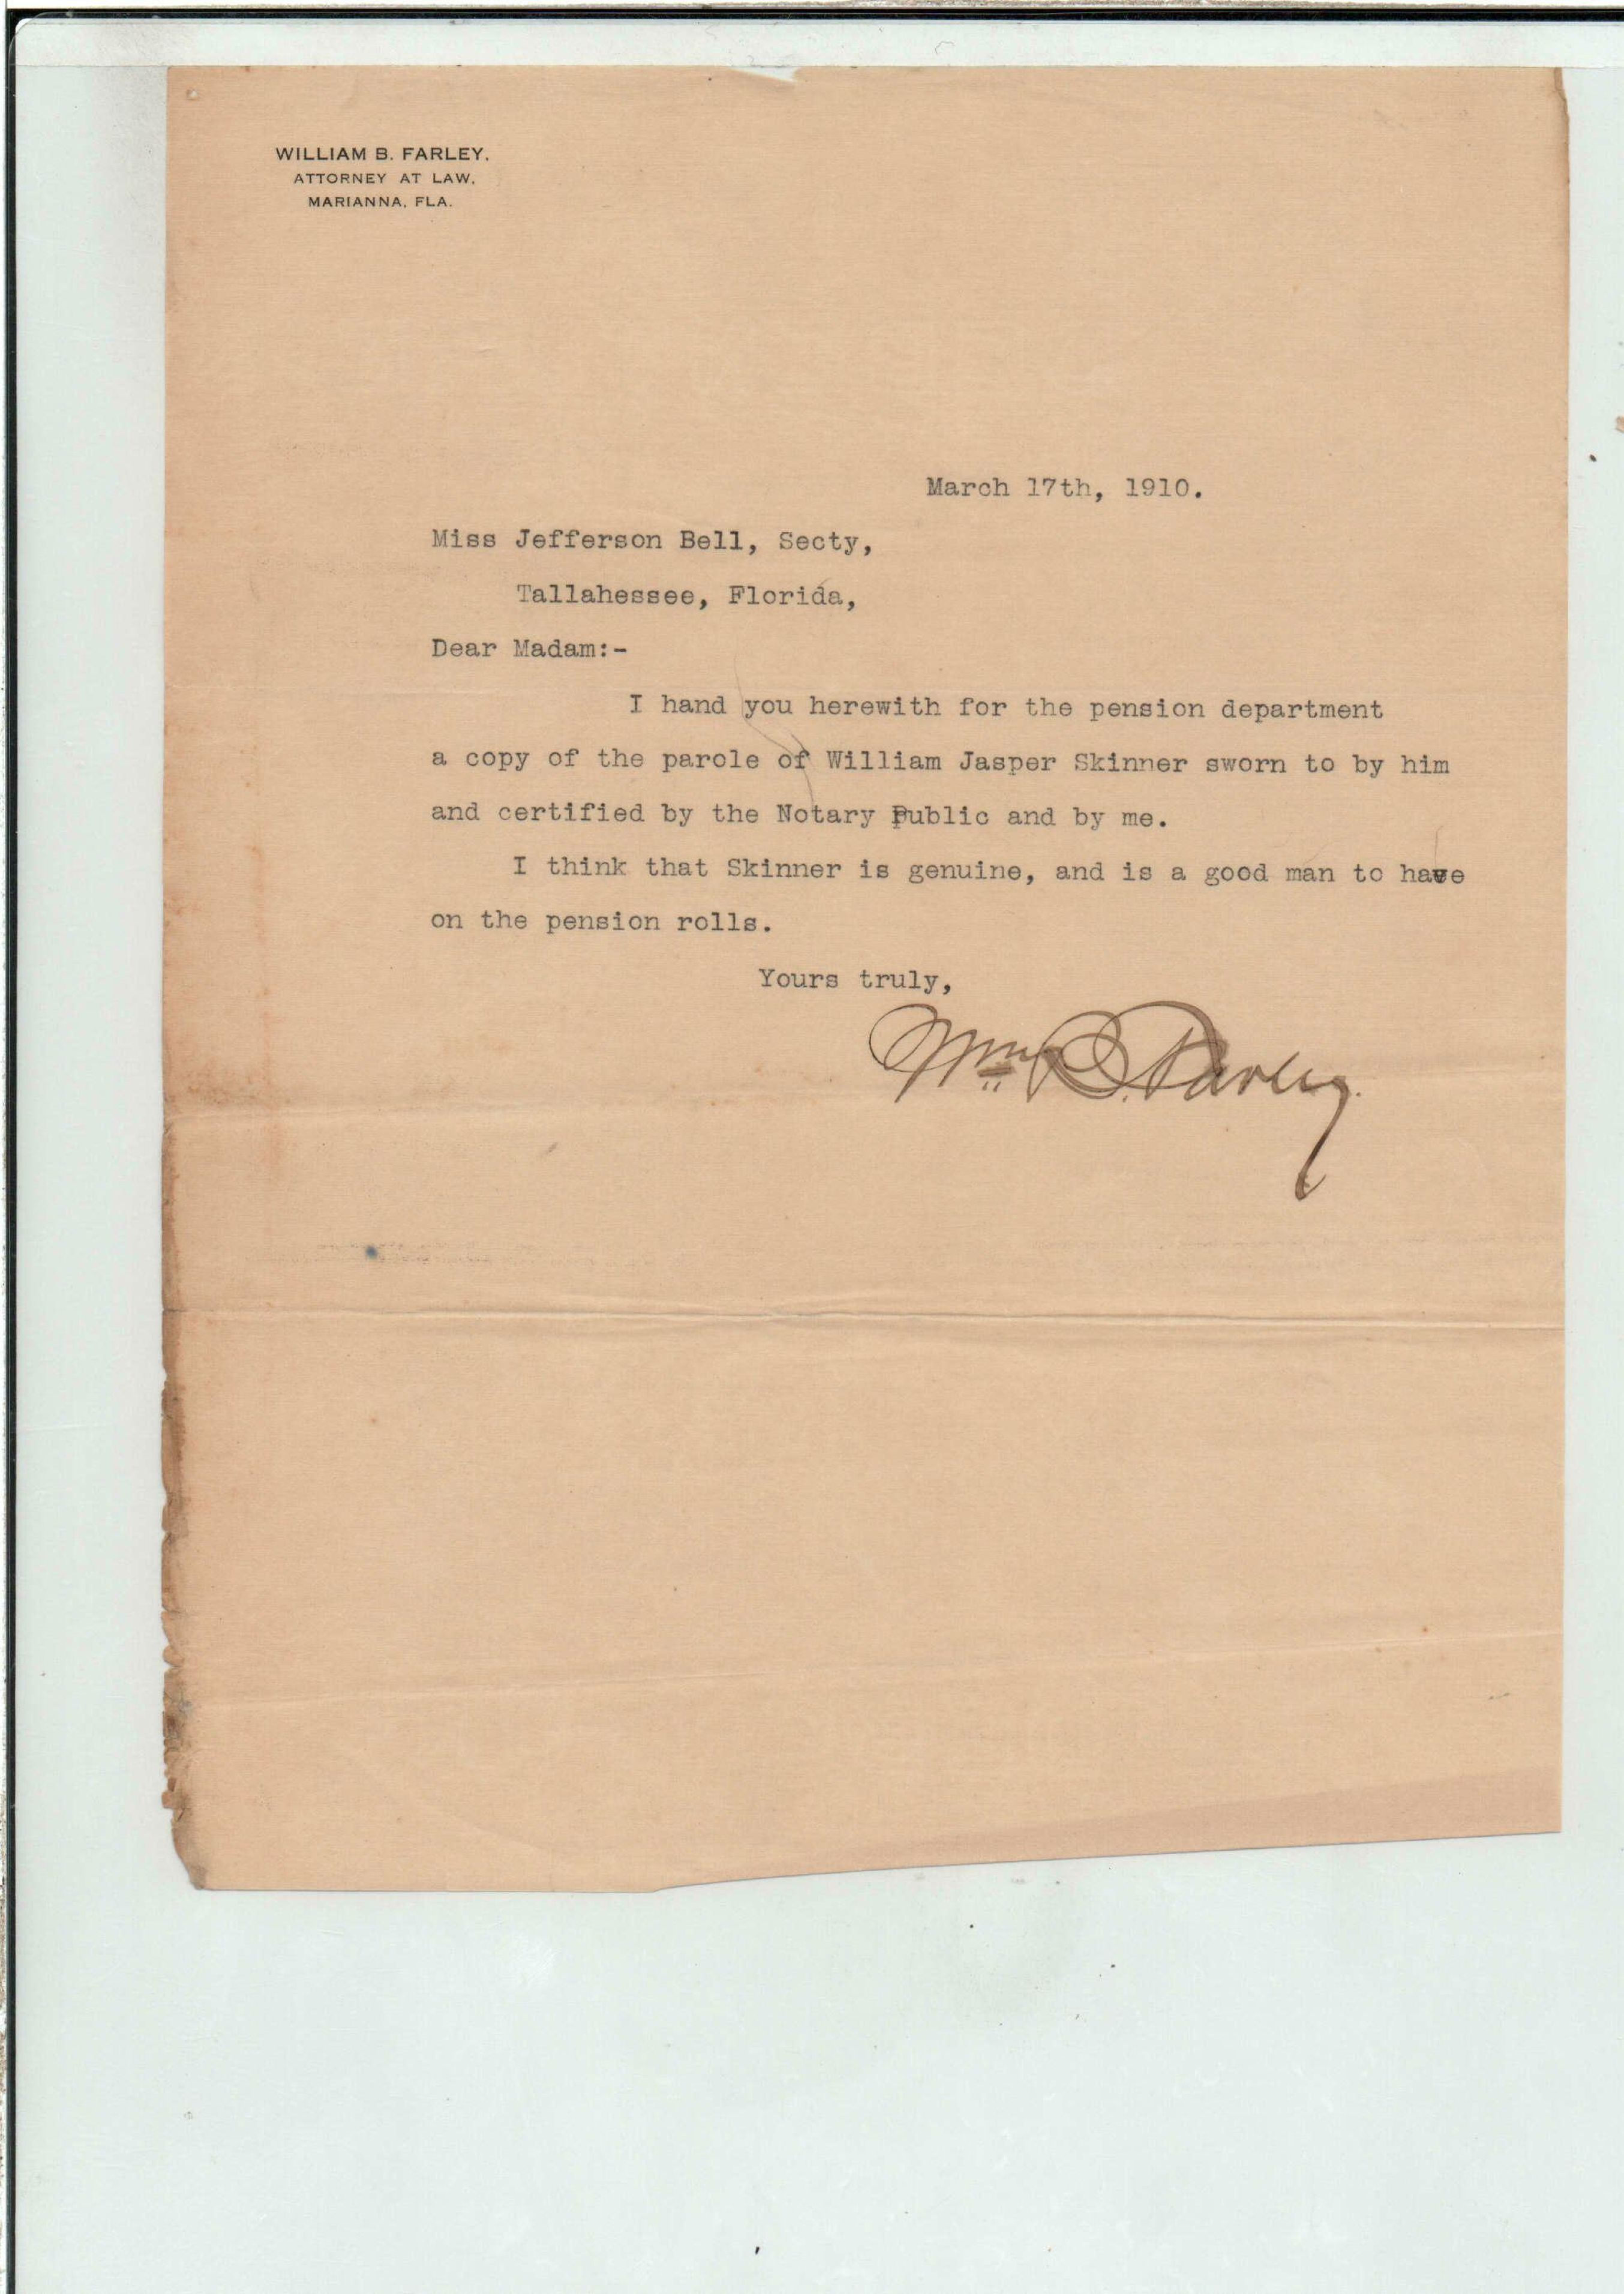 WILLIAM B. FARLEY.
ATTORNEY AT LAW,
MARIANNA, FLA.
March 17th, 1910.
Miss Jefferson Bell, Secty,
Tallahessee, Florida,
Dear Madam:-
I hand you herewith for the pension department
a copy of the parole of William Jasper Skinner sworn to by him
and certified by the Notary Public and by me.
I think that Skinner is genuine, and is a good man to have
on the pension rolls.
Yours truly,
Wm B. Farley.